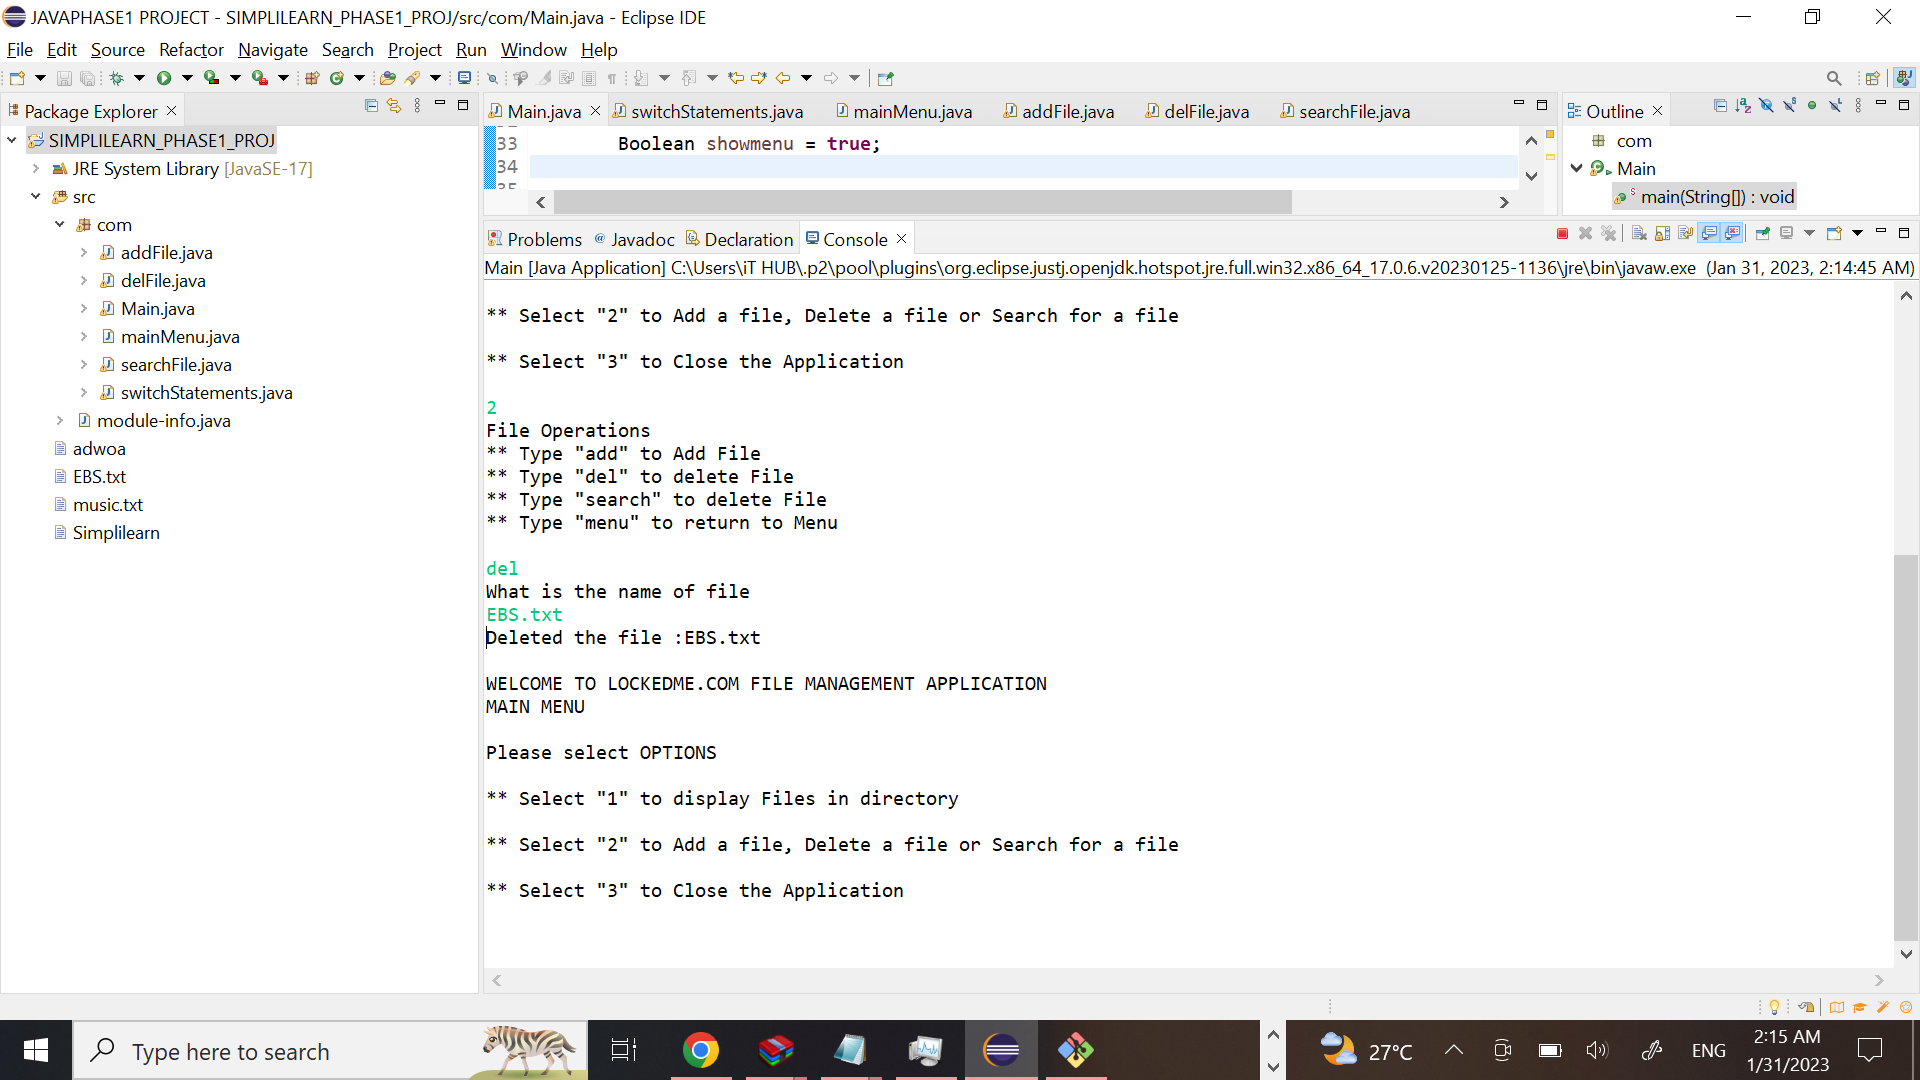 JAVAPHASE1 PROJECT - SIMPLILEARN_PHASE1_PROJ/src/com/Main.java - Eclipse IDE
File Edit Source Refactor Navigate Search Project Run Window Help
Package Explorer
SIMPLILEARN_PHASE1_PROJ
JRE System Library [JavaSE-17]
src
com
addFile.java
delFile.java
Main.java
mainMenu.java
searchFile.java
switchStatements.java
module-info.java
adwoa
EBS.txt
music.txt
Simplilearn
Main.java switchStatements.java mainMenu.java addFile.java delFile.java searchFile.java
33 Boolean showmenu = true;
34
Outline
com
Main
main(String[]) : void
Problems Javadoc Declaration Console
Main [Java Application] C:\Users\iT HUB\.p2\pool\plugins\org.eclipse.justj.openjdk.hotspot.jre.full.win32.x86_64_17.0.6.v20230125-1136\jre\bin\javaw.exe (Jan 31, 2023, 2:14:45 AM)
** Select "2" to Add a file, Delete a file or Search for a file
** Select "3" to Close the Application
2
File Operations
** Type "add" to Add File
** Type "del" to delete File
** Type "search" to delete File
** Type "menu" to return to Menu
del
What is the name of file
EBS.txt
Deleted the file :EBS.txt
WELCOME TO LOCKEDME.COM FILE MANAGEMENT APPLICATION
MAIN MENU
Please select OPTIONS
** Select "1" to display Files in directory
** Select "2" to Add a file, Delete a file or Search for a file
** Select "3" to Close the Application
Type here to search
27°C
ENG
2:15 AM
1/31/2023